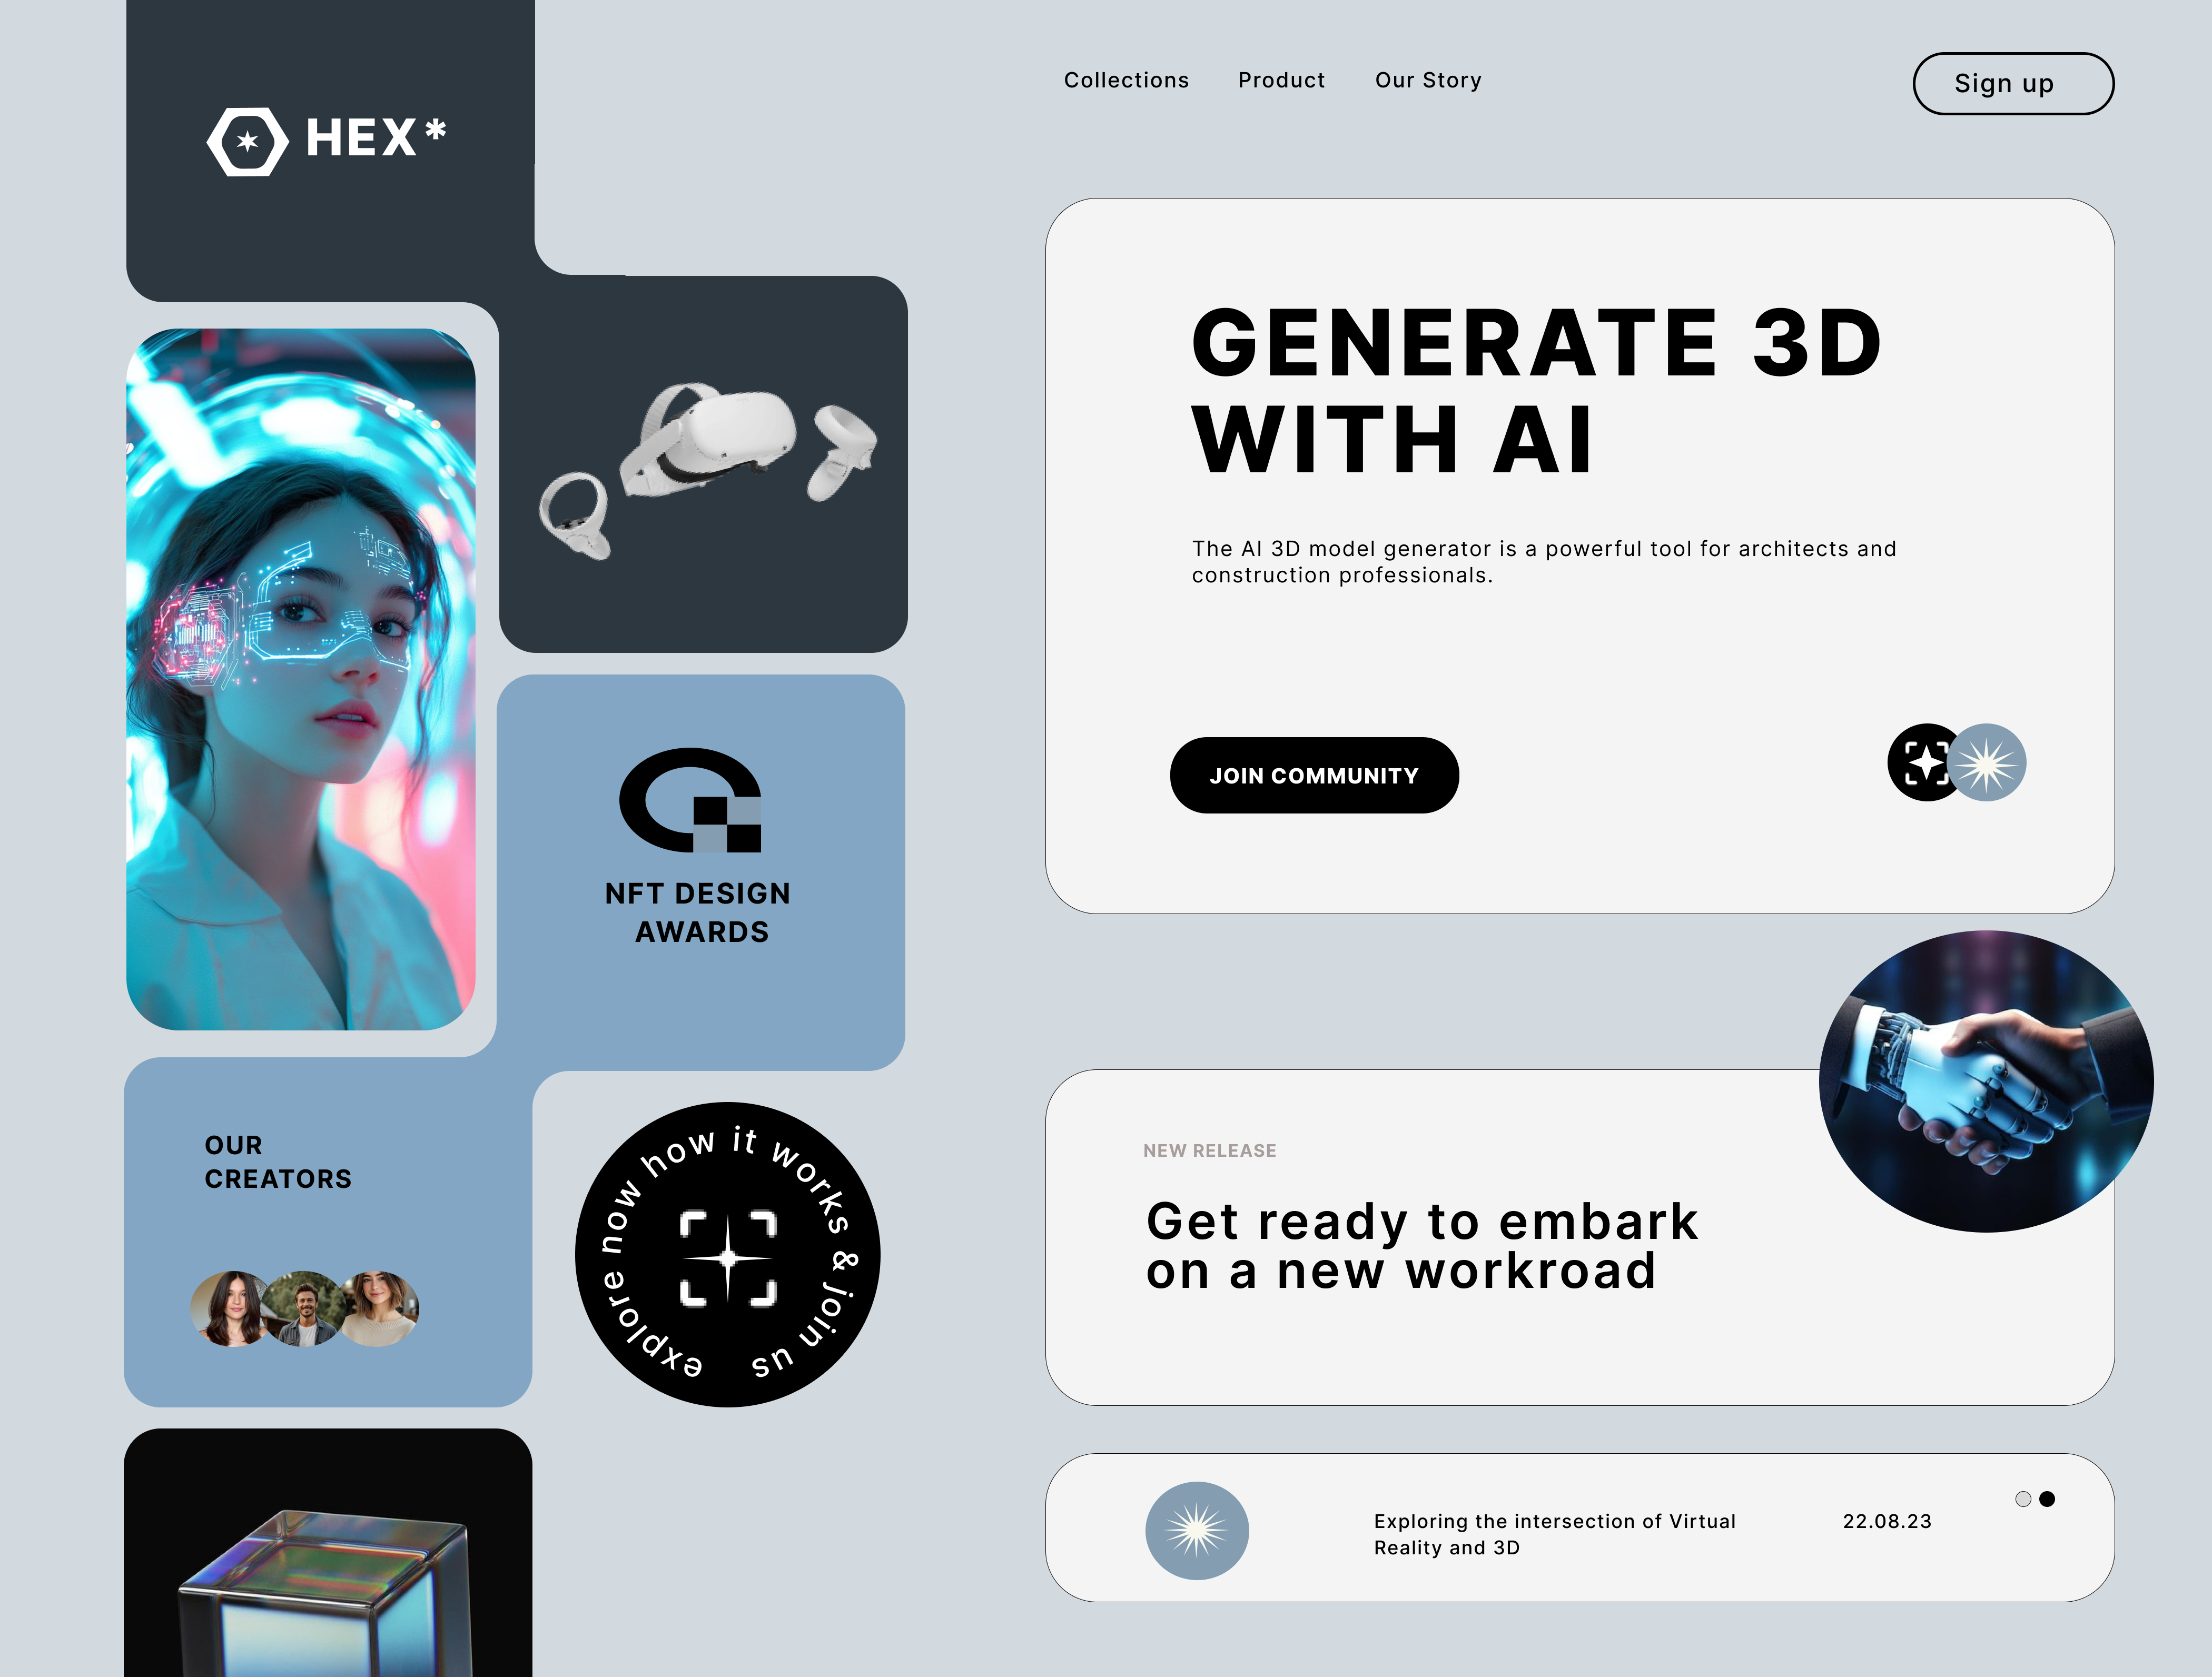 HEX*
Collections
Product
Our Story
Sign up
GENERATE 3D
WITH AI
The AI 3D model generator is a powerful tool for architects and
construction professionals.
JOIN COMMUNITY
NFT DESIGN
AWARDS
OUR
CREATORS
explore now how it works & join us
NEW RELEASE
Get ready to embark
on a new workroad
Exploring the intersection of Virtual
Reality and 3D
22.08.23